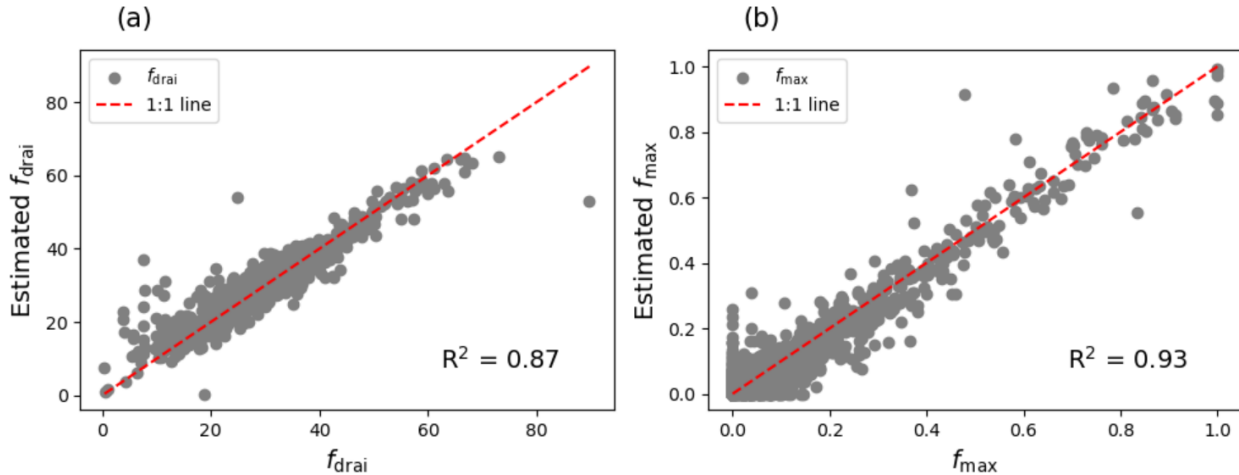 (a)
f_drai
1:1 line
Estimated f_drai
80
60
40
20
0
R² = 0.87
0 20 40 60 80
f_drai
(b)
f_max
1:1 line
Estimated f_max
1.0
0.8
0.6
0.4
0.2
0.0
R² = 0.93
0.0 0.2 0.4 0.6 0.8 1.0
f_max